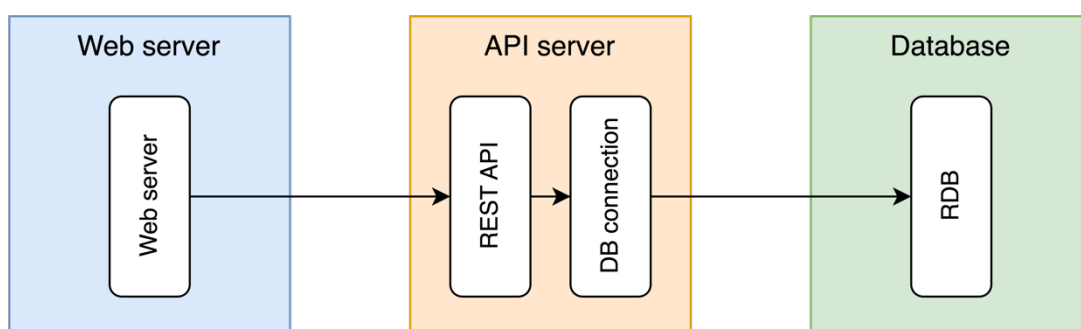 Web server
API server
Database
Web server
REST API
DB connection
RDB